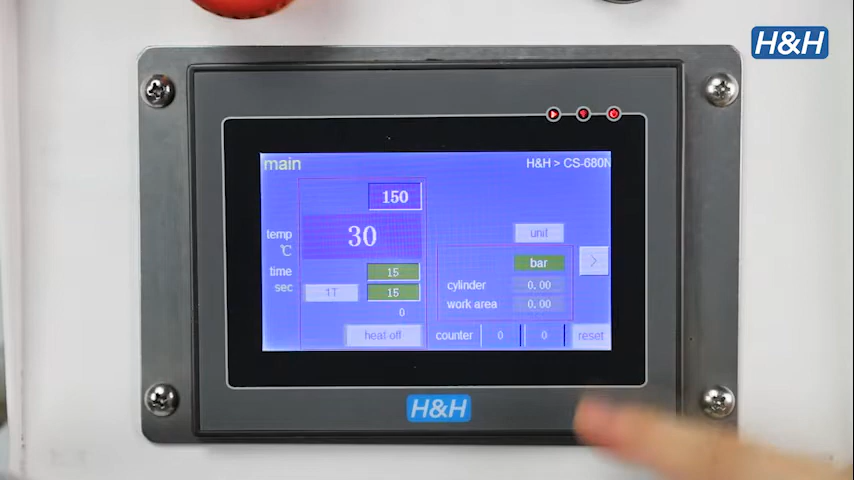 H&H
main
H&H > CS-680N
150
temp
℃
30
unit
bar
>
time
15
sec
1T
15
0
cylinder
0.00
work area
0.00
heat off
counter
0
0
reset
H&H